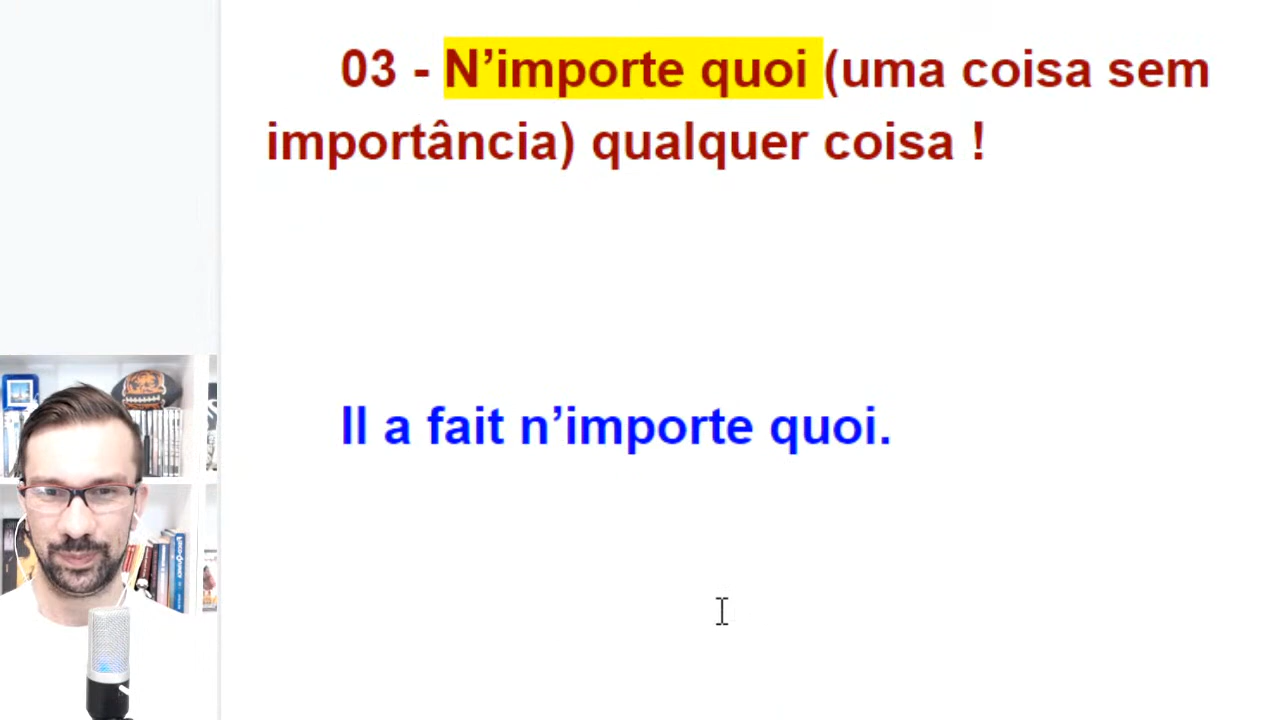 03 - N’importe quoi (uma coisa sem
importância) qualquer coisa !
Il a fait n’importe quoi.